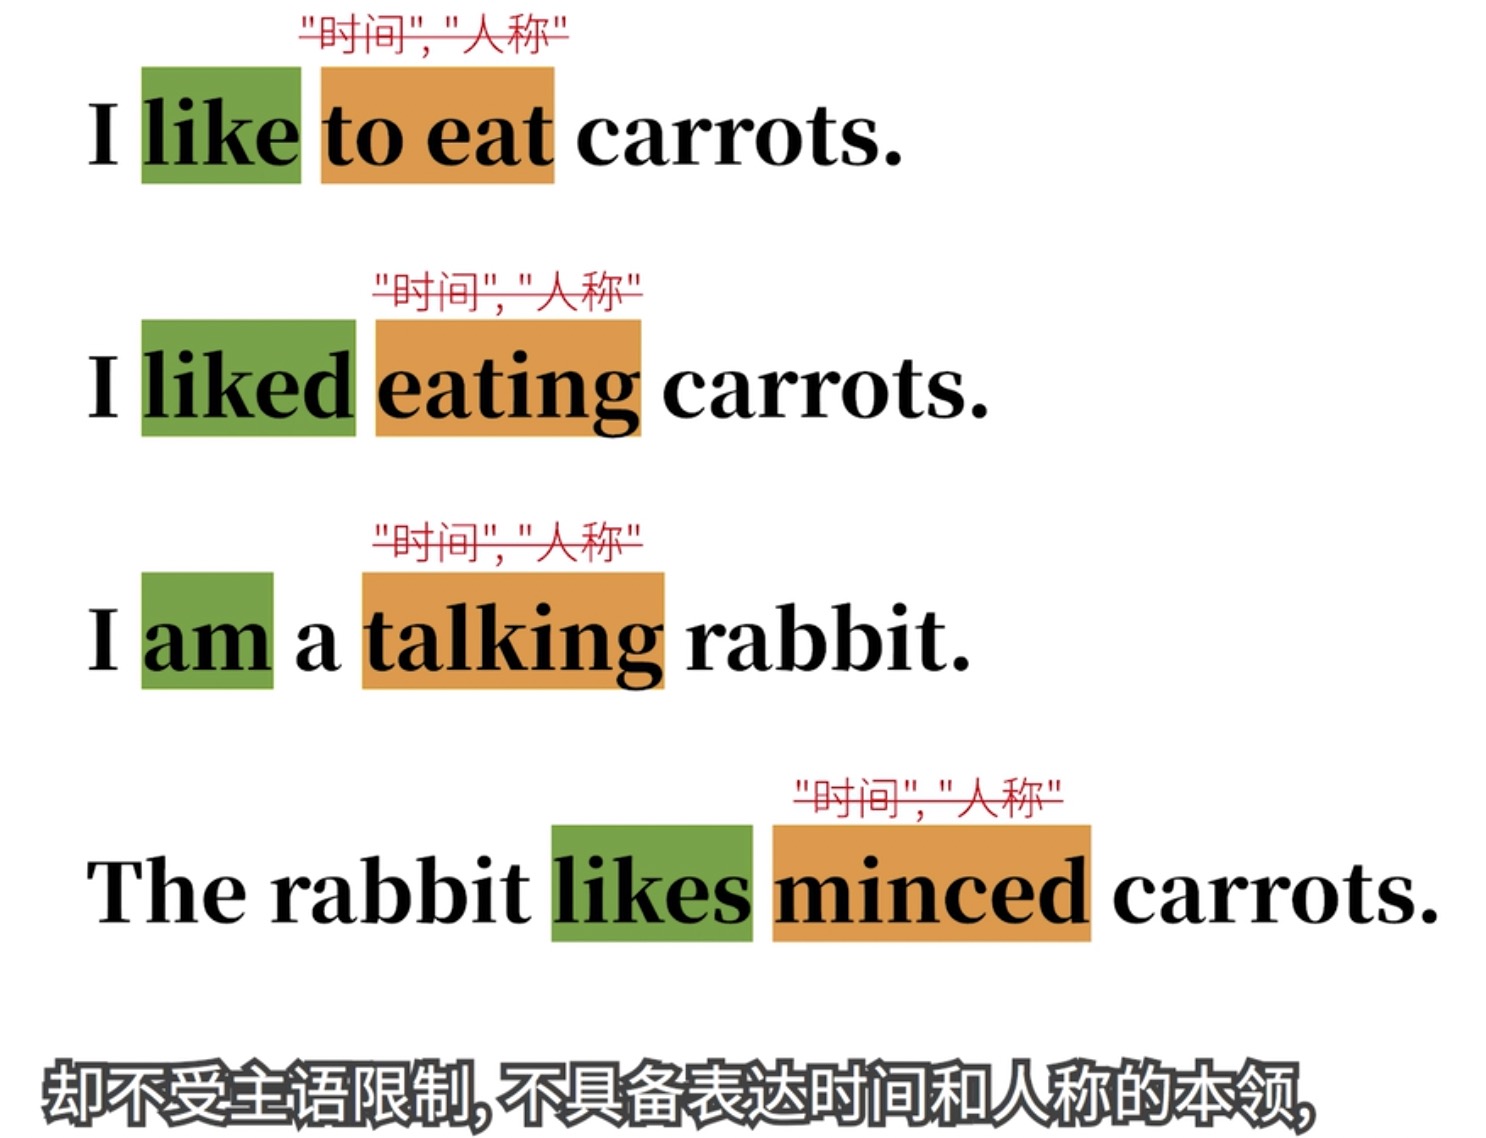 "时间", "人称"
I like to eat carrots.
"时间", "人称"
I liked eating carrots.
"时间", "人称"
I am a talking rabbit.
"时间", "人称"
The rabbit likes minced carrots.
却不受主语限制, 不具备表达时间和人称的本领,